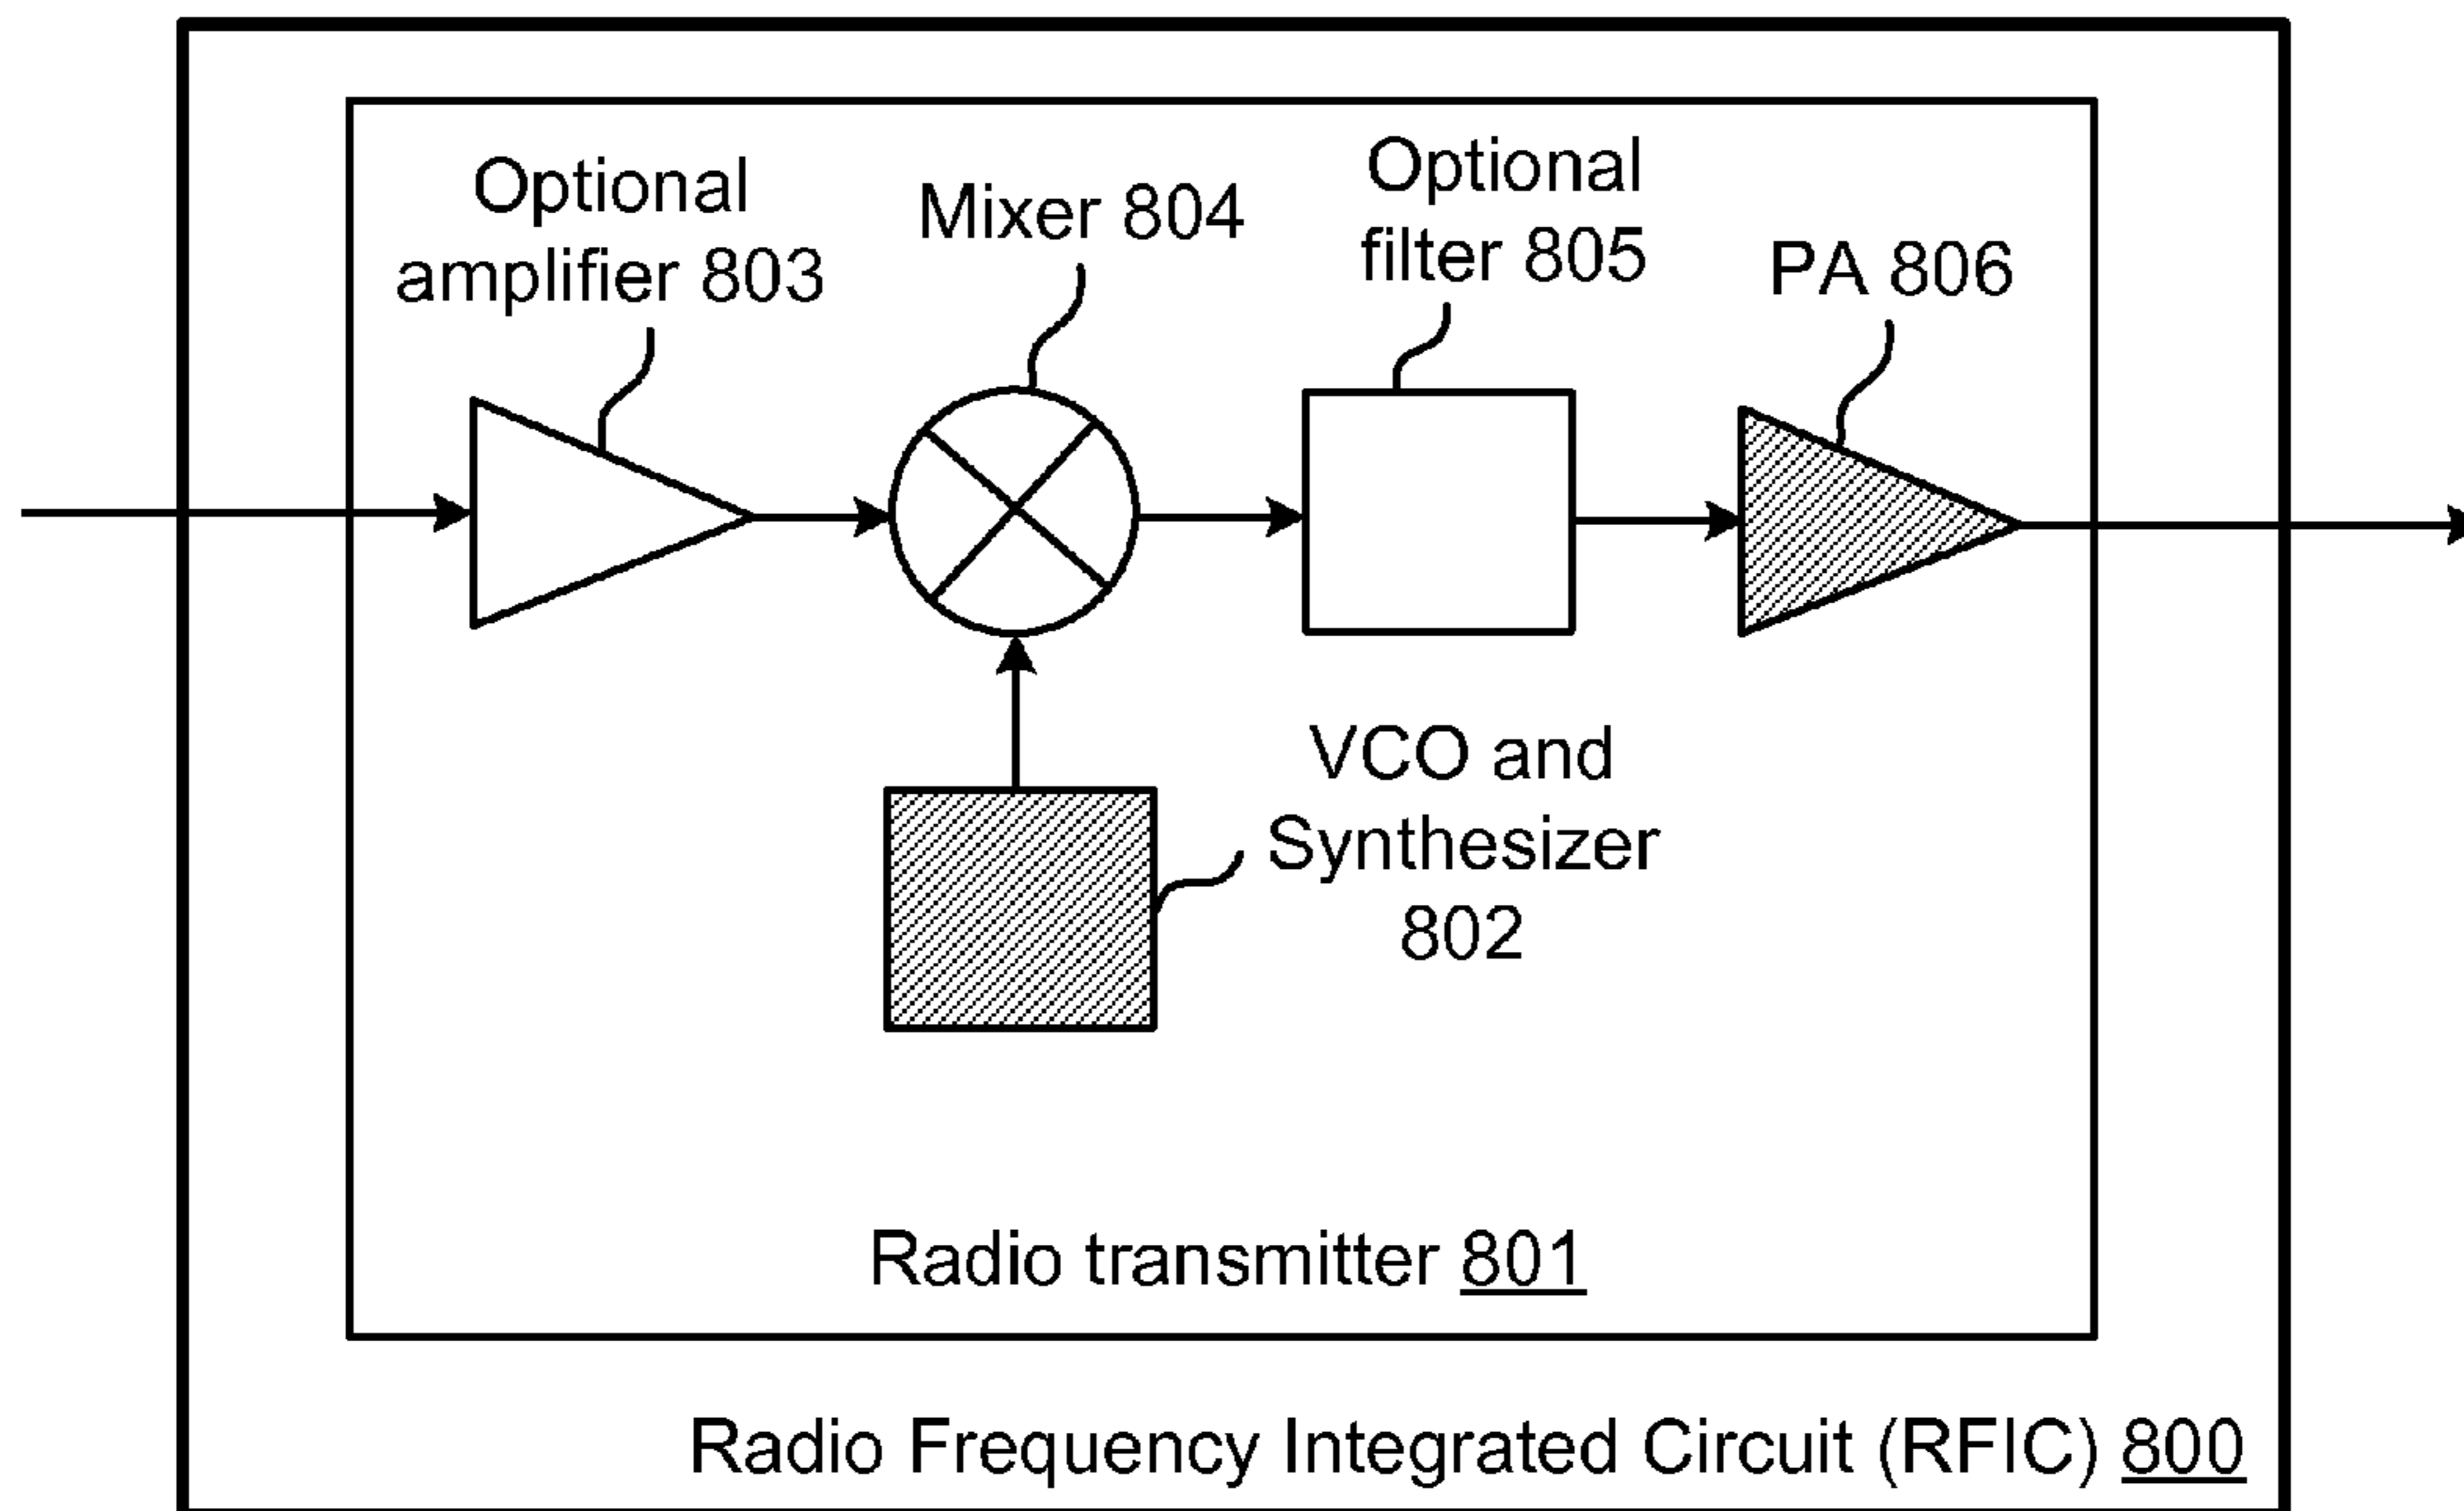 Optional
amplifier 803
Mixer 804
Optional
filter 805
PA 806
VCO and
Synthesizer
802
Radio transmitter 801
Radio Frequency Integrated Circuit (RFIC) 800